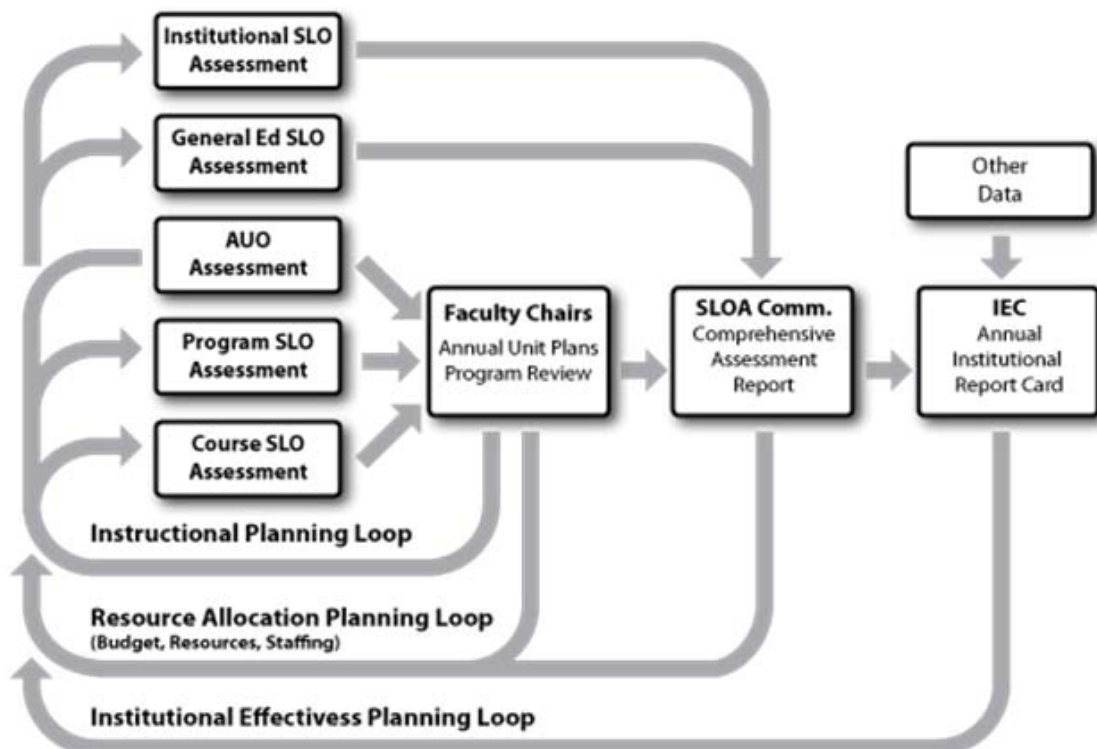 Institutional SLO
Assessment
General Ed SLO
Assessment
Other
Data
AUO
Assessment
Faculty Chairs
Annual Unit Plans
Program Review
SLOA Comm.
Comprehensive
Assessment
Report
IEC
Annual
Institutional
Report Card
Program SLO
Assessment
Course SLO
Assessment
Instructional Planning Loop
Resource Allocation Planning Loop
(Budget, Resources, Staffing)
Institutional Effectivess Planning Loop